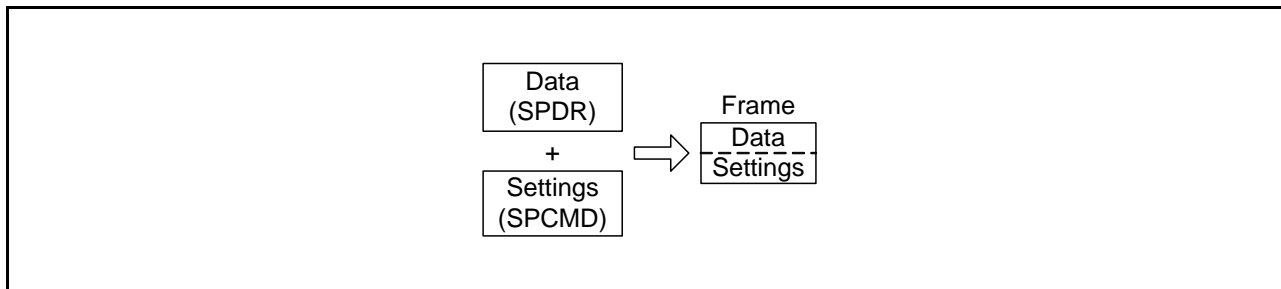 Data
(SPDR)
+
Settings
(SPCMD)
Frame
Data
Settings